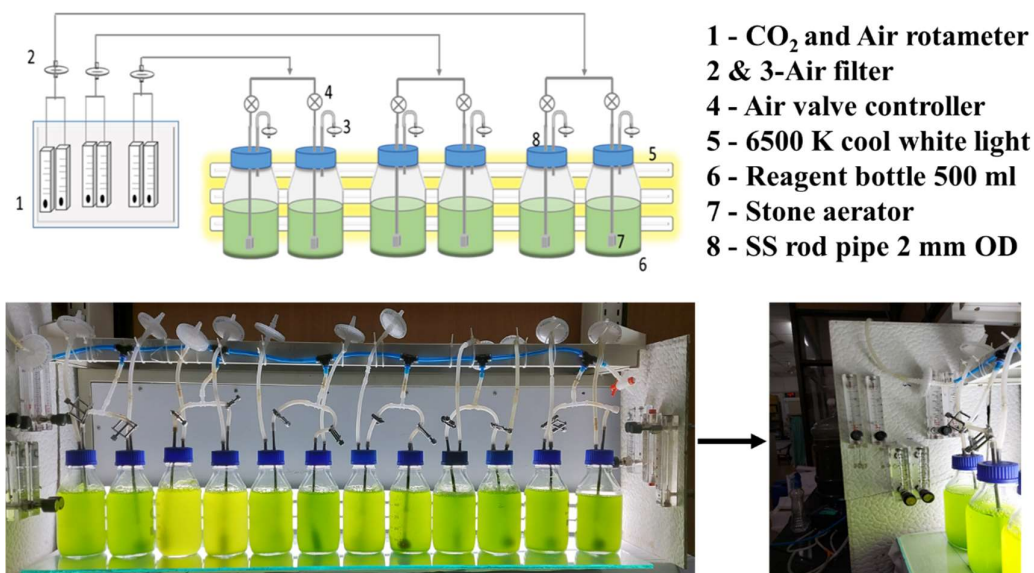 2
4
3
8
5
1
7
6
1 - CO₂ and Air rotameter
2 & 3-Air filter
4 - Air valve controller
5 - 6500 K cool white light
6 - Reagent bottle 500 ml
7 - Stone aerator
8 - SS rod pipe 2 mm OD